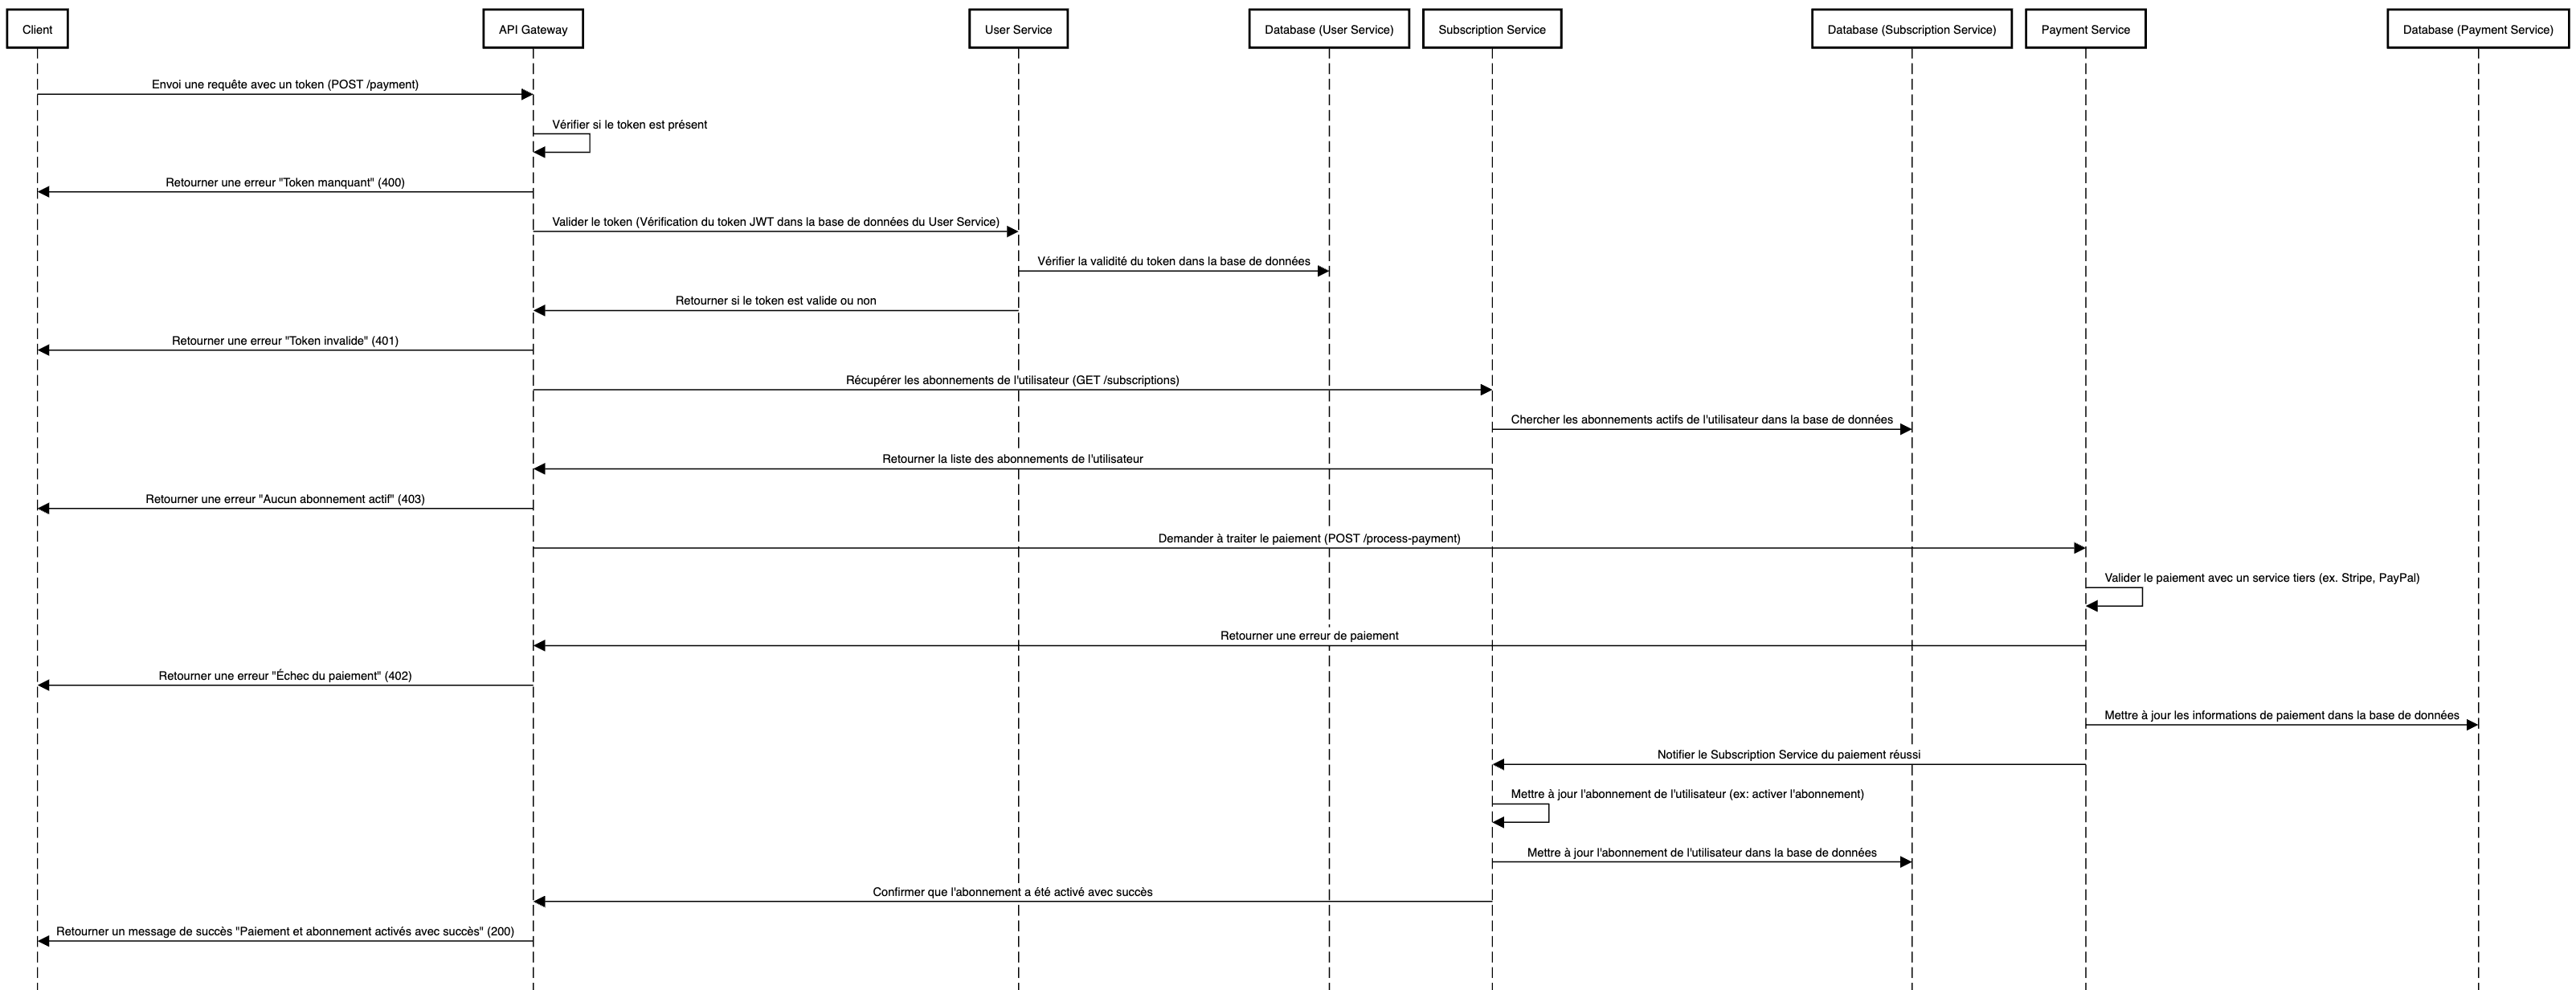 Client
API Gateway
User Service
Database (User Service)
Subscription Service
Database (Subscription Service)
Payment Service
Database (Payment Service)
Envoi une requête avec un token (POST /payment)
Vérifier si le token est présent
Retourner une erreur "Token manquant" (400)
Valider le token (Vérification du token JWT dans la base de données du User Service)
Vérifier la validité du token dans la base de données
Retourner si le token est valide ou non
Retourner une erreur "Token invalide" (401)
Récupérer les abonnements de l'utilisateur (GET /subscriptions)
Chercher les abonnements actifs de l'utilisateur dans la base de données
Retourner la liste des abonnements de l'utilisateur
Retourner une erreur "Aucun abonnement actif" (403)
Demander à traiter le paiement (POST /process-payment)
Valider le paiement avec un service tiers (ex. Stripe, PayPal)
Retourner une erreur de paiement
Retourner une erreur "Échec du paiement" (402)
Mettre à jour les informations de paiement dans la base de données
Notifier le Subscription Service du paiement réussi
Mettre à jour l'abonnement de l'utilisateur (ex: activer l'abonnement)
Mettre à jour l'abonnement de l'utilisateur dans la base de données
Confirmer que l'abonnement a été activé avec succès
Retourner un message de succès "Paiement et abonnement activés avec succès" (200)